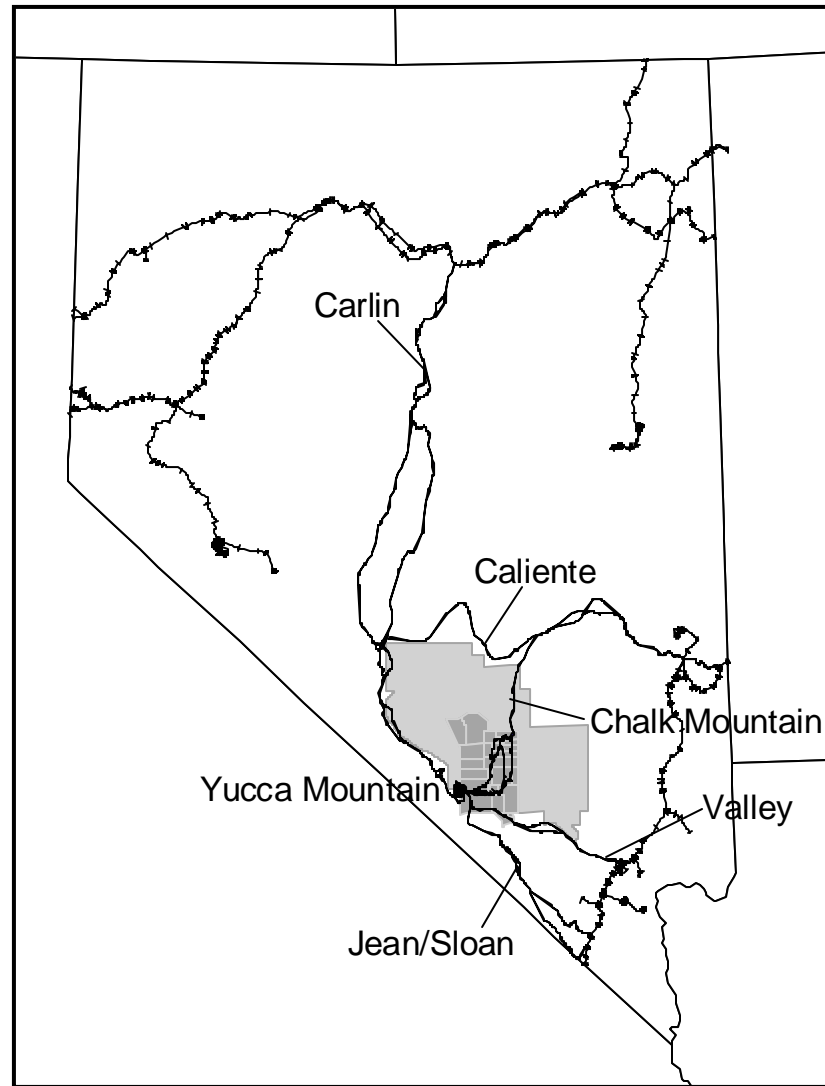 Carlin
Caliente
Chalk Mountain
Yucca Mountain
Valley
Jean/Sloan